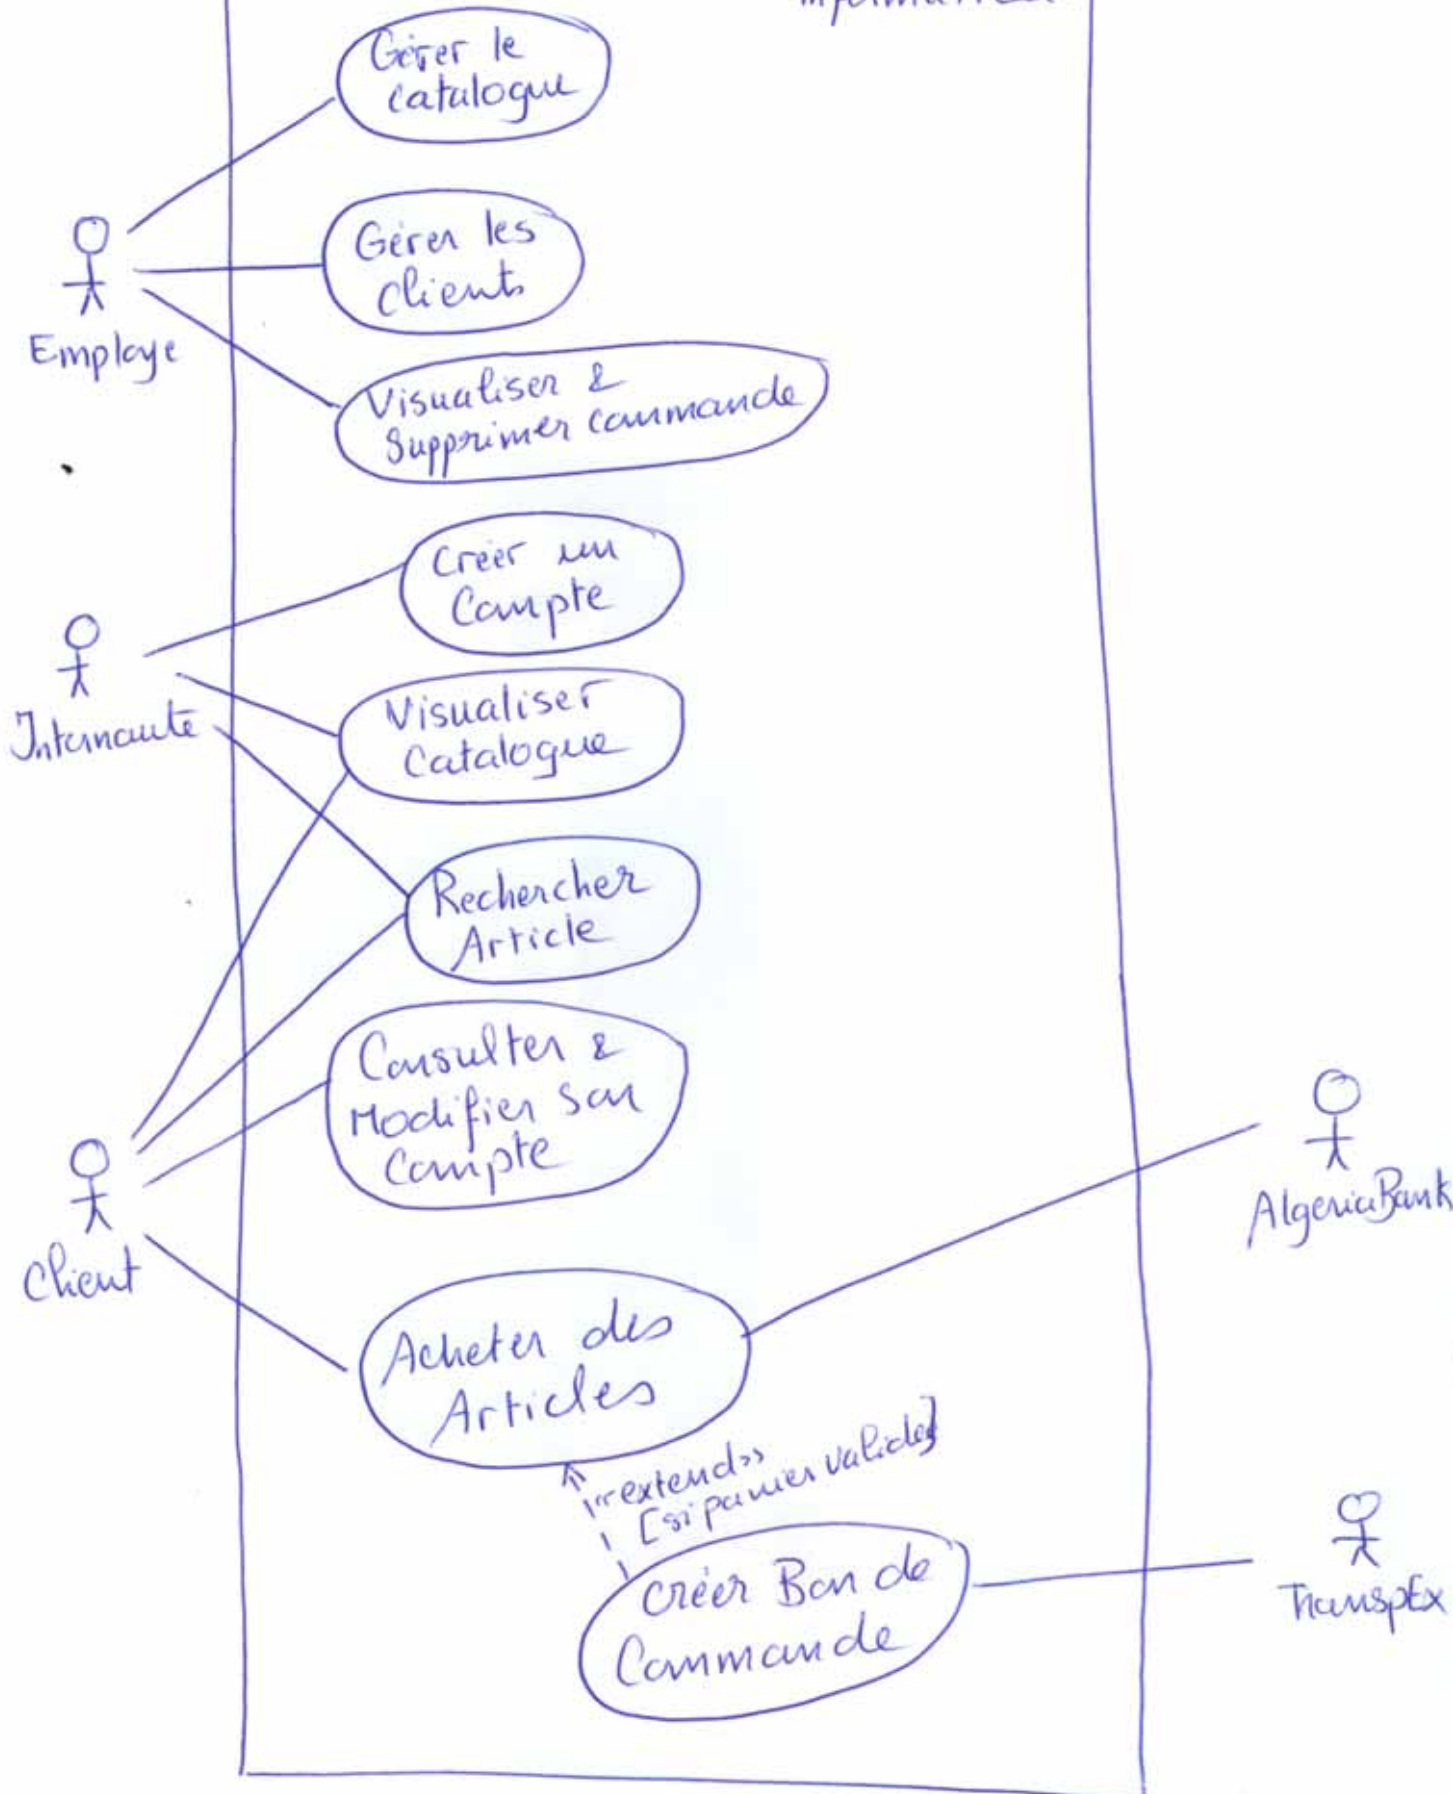 Gérer le
catalogue
Gérer les
clients
Employe
Visualiser &
Supprimer commande
Créer un
Compte
Internaute
Visualiser
Catalogue
Rechercher
Article
Consulter &
Modifier son
Compte
Client
AlgeriaBank
Acheter des
Articles
«extend»
[si panier validé]
Créer Bon de
Commande
TranspEx